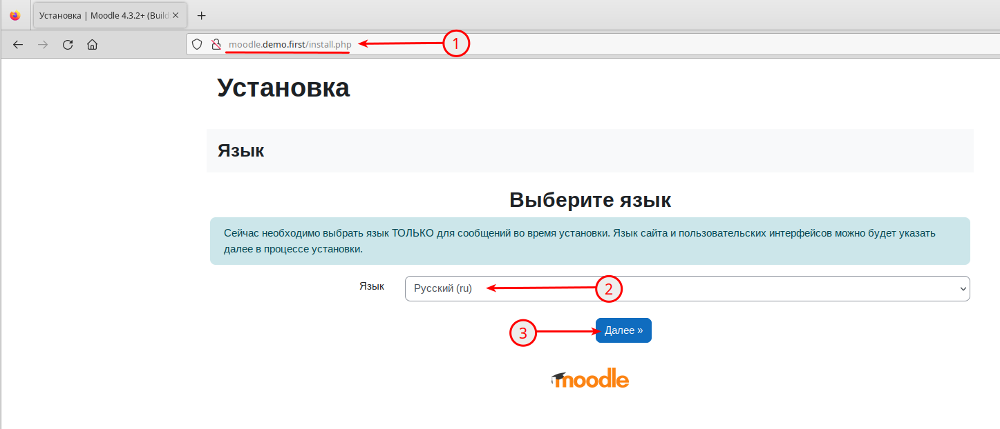 Установка | Moodle 4.3.2+ (Build
moodle.demo.first/install.php
1
Установка
Язык
Выберите язык
Сейчас необходимо выбрать язык ТОЛЬКО для сообщений во время установки. Язык сайта и пользовательских интерфейсов можно будет указать
далее в процессе установки.
Язык
Русский (ru)
2
3
Далее »
moodle